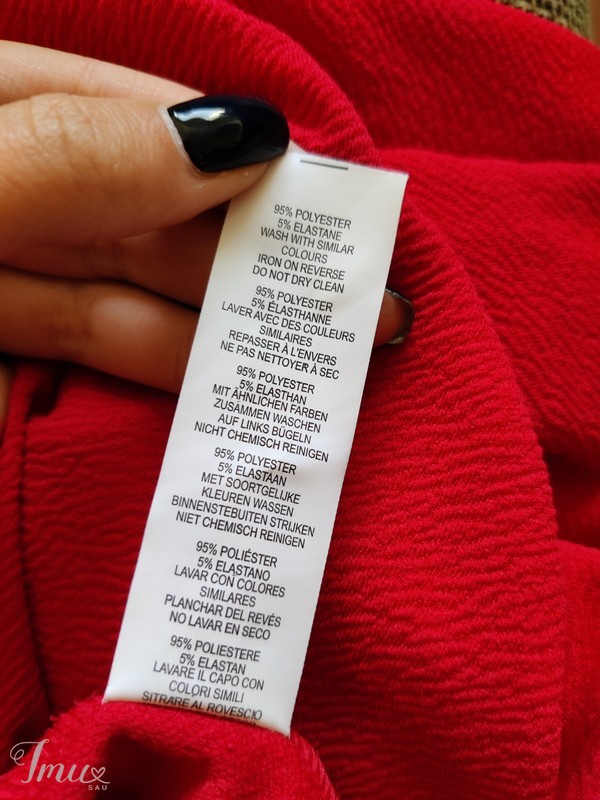 95% POLYESTER
5% ELASTANE
WASH WITH SIMILAR
COLOURS
IRON ON REVERSE
DO NOT DRY CLEAN
95% POLYESTER
5% ÉLASTHANNE
LAVER AVEC DES COULEURS
SIMILAIRES
REPASSER À L'ENVERS
NE PAS NETTOYER À SEC
95% POLYESTER
5% ELASTHAN
MIT ÄHNLICHEN FARBEN
ZUSAMMEN WASCHEN
AUF LINKS BÜGELN
NICHT CHEMISCH REINIGEN
95% POLYESTER
5% ELASTAAN
MET SOORTGELIJKE
KLEUREN WASSEN
BINNENSTEBUITEN STRIJKEN
NIET CHEMISCH REINIGEN
95% POLIÉSTER
5% ELASTANO
LAVAR CON COLORES
SIMILARES
PLANCHAR DEL REVÉS
NO LAVAR EN SECO
95% POLIESTERE
5% ELASTAN
LAVARE IL CAPO CON
COLORI SIMILI
SITRARE AL ROVESCIO
Imu
SAU